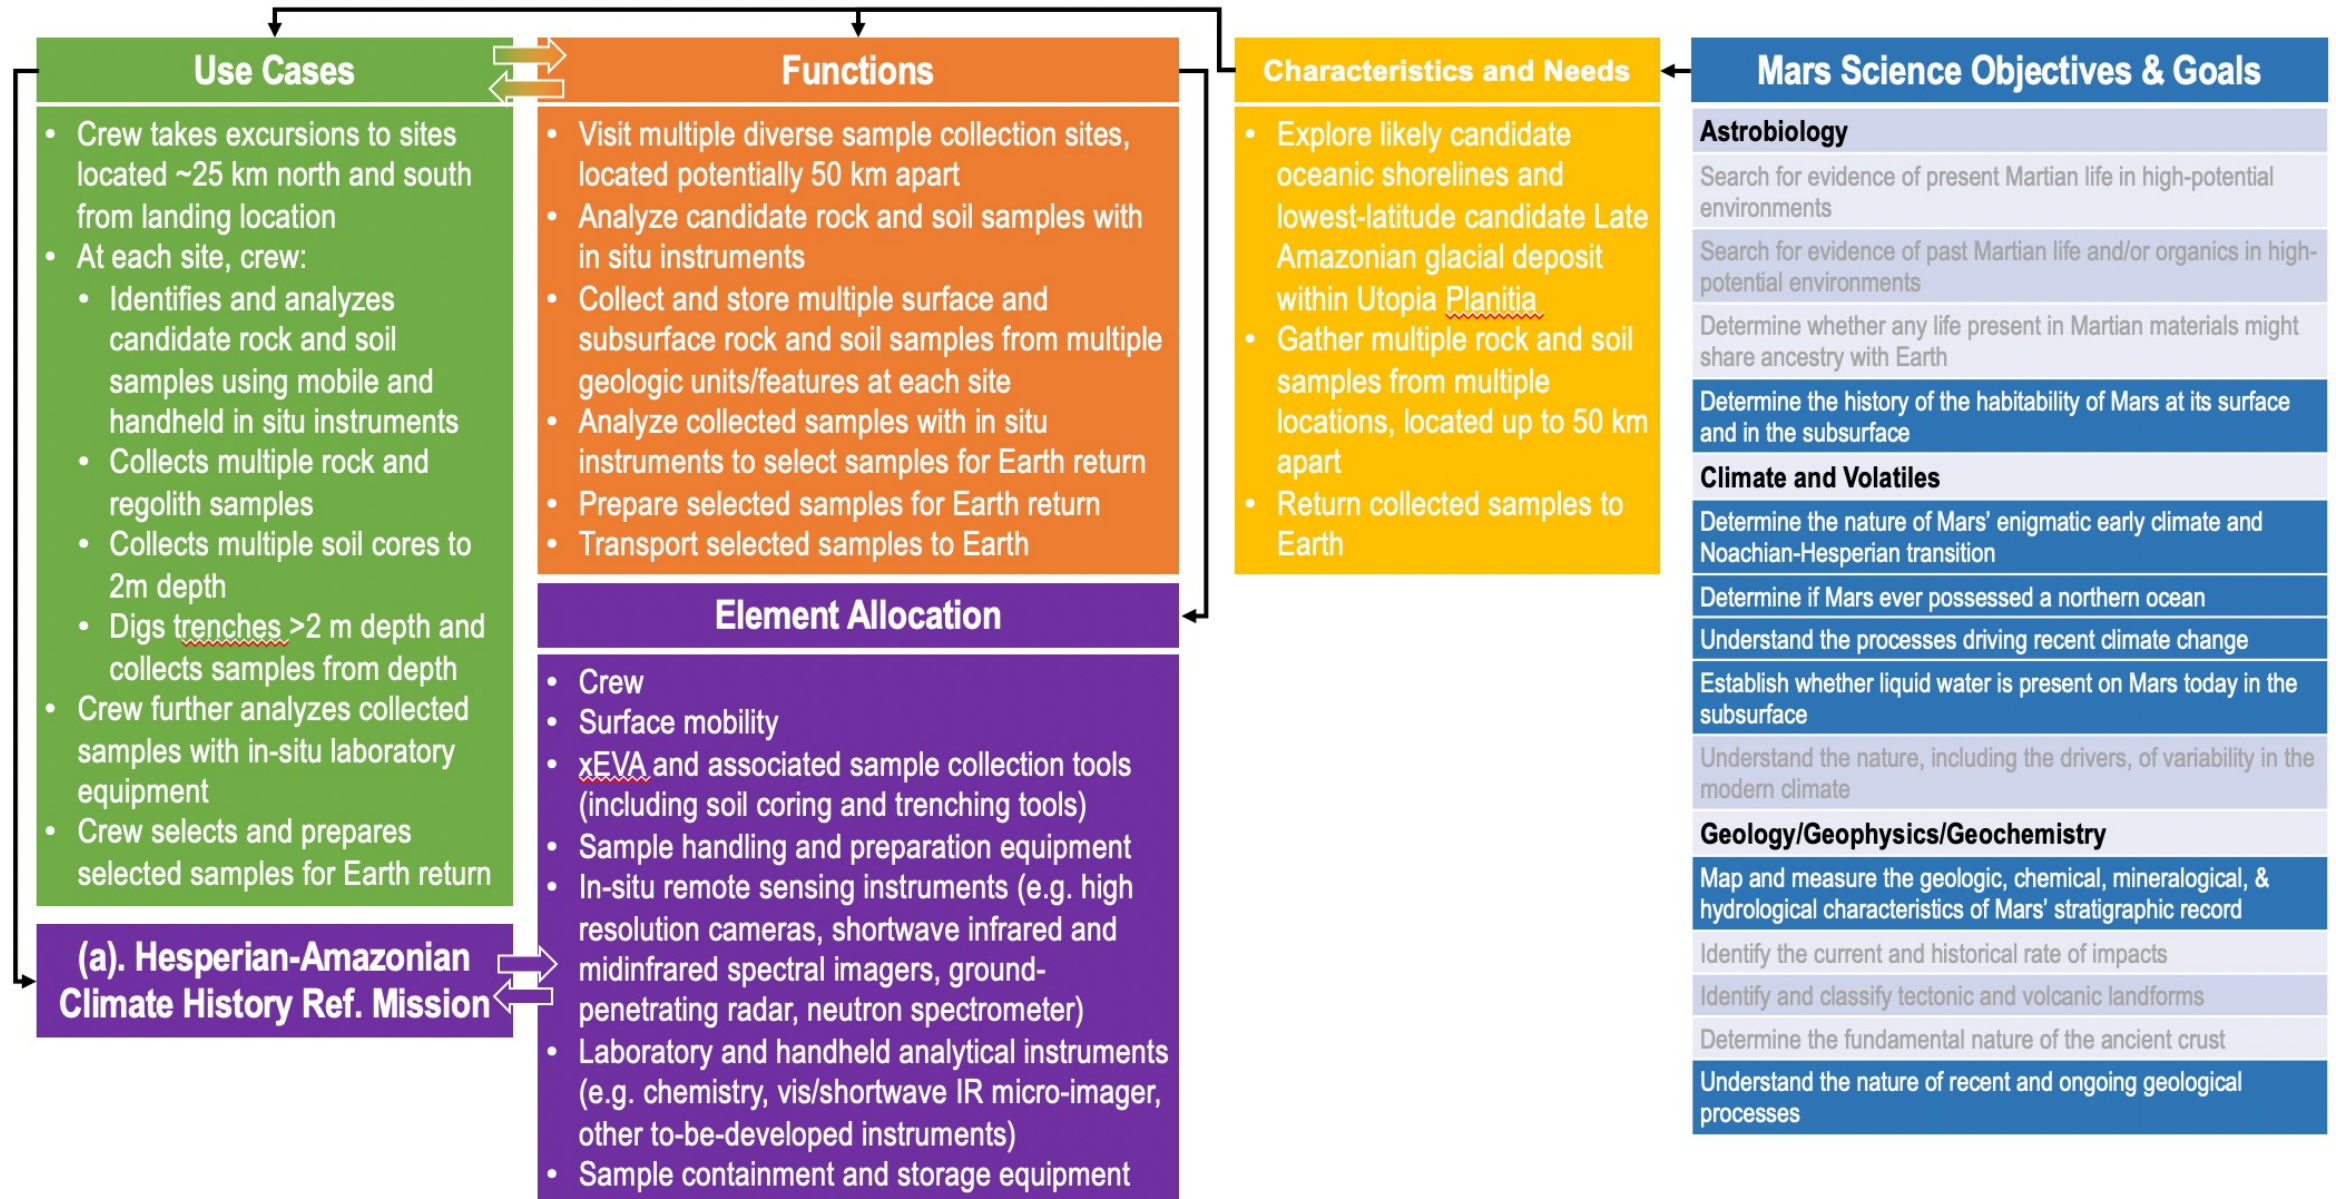 Use Cases
• Crew takes excursions to sites
located ~25 km north and south
from landing location
• At each site, crew:
• Identifies and analyzes
candidate rock and soil
samples using mobile and
handheld in situ instruments
• Collects multiple rock and
regolith samples
• Collects multiple soil cores to
2m depth
• Digs trenches >2 m depth and
collects samples from depth
• Crew further analyzes collected
samples with in-situ laboratory
equipment
• Crew selects and prepares
selected samples for Earth return
(a). Hesperian-Amazonian
Climate History Ref. Mission
Functions
• Visit multiple diverse sample collection sites,
located potentially 50 km apart
• Analyze candidate rock and soil samples with
in situ instruments
• Collect and store multiple surface and
subsurface rock and soil samples from multiple
geologic units/features at each site
• Analyze collected samples with in situ
instruments to select samples for Earth return
• Prepare selected samples for Earth return
• Transport selected samples to Earth
Element Allocation
• Crew
• Surface mobility
• xEVA and associated sample collection tools
(including soil coring and trenching tools)
• Sample handling and preparation equipment
• In-situ remote sensing instruments (e.g. high
resolution cameras, shortwave infrared and
midinfrared spectral imagers, ground-
penetrating radar, neutron spectrometer)
• Laboratory and handheld analytical instruments
(e.g. chemistry, vis/shortwave IR micro-imager,
other to-be-developed instruments)
• Sample containment and storage equipment
Characteristics and Needs
• Explore likely candidate
oceanic shorelines and
lowest-latitude candidate Late
Amazonian glacial deposit
within Utopia Planitia
• Gather multiple rock and soil
samples from multiple
locations, located up to 50 km
apart
• Return collected samples to
Earth
Mars Science Objectives & Goals
Astrobiology
Search for evidence of present Martian life in high-potential
environments
Search for evidence of past Martian life and/or organics in high-
potential environments
Determine whether any life present in Martian materials might
share ancestry with Earth
Determine the history of the habitability of Mars at its surface
and in the subsurface
Climate and Volatiles
Determine the nature of Mars’ enigmatic early climate and
Noachian-Hesperian transition
Determine if Mars ever possessed a northern ocean
Understand the processes driving recent climate change
Establish whether liquid water is present on Mars today in the
subsurface
Understand the nature, including the drivers, of variability in the
modern climate
Geology/Geophysics/Geochemistry
Map and measure the geologic, chemical, mineralogical, &
hydrological characteristics of Mars’ stratigraphic record
Identify the current and historical rate of impacts
Identify and classify tectonic and volcanic landforms
Determine the fundamental nature of the ancient crust
Understand the nature of recent and ongoing geological
processes